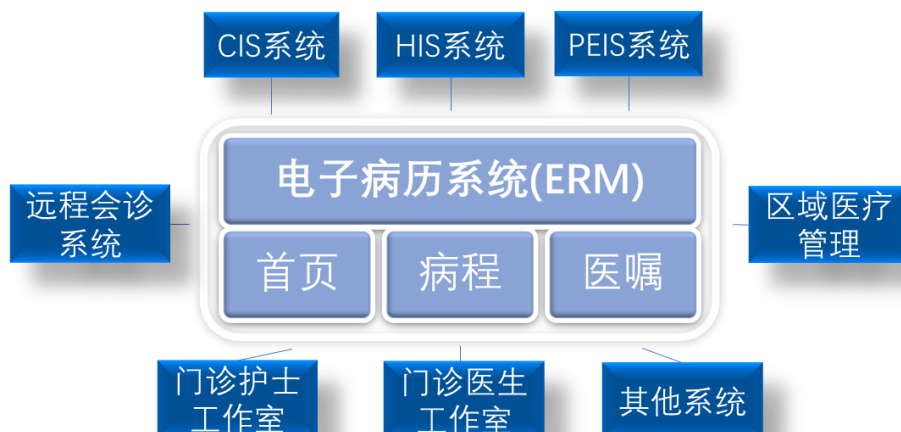 CIS系统
HIS系统
PEIS系统
电子病历系统(ERM)
远程会诊
系统
首页
病程
医嘱
区域医疗
管理
门诊护士
工作室
门诊医生
工作室
其他系统